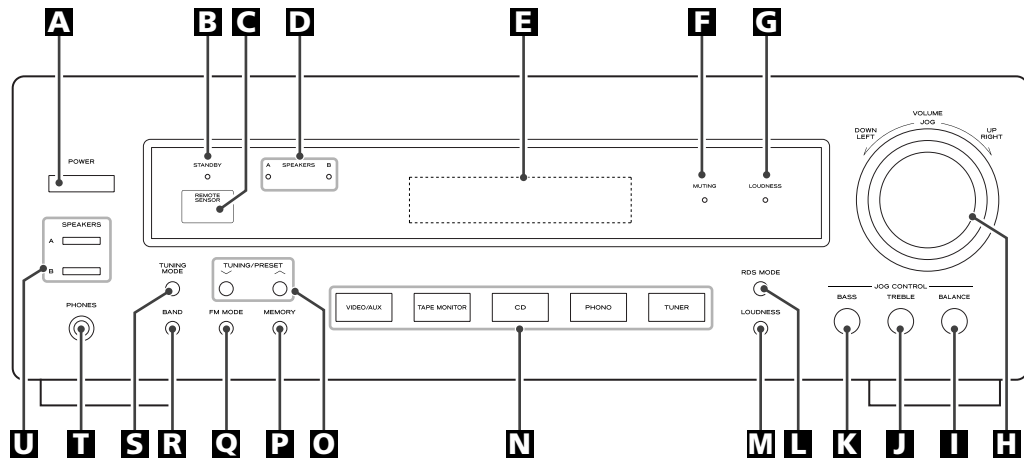 A B C D E F G
VOLUME
JOG
DOWN LEFT
UP RIGHT
POWER
STANDBY
A SPEAKERS B
REMOTE SENSOR
MUTING
LOUDNESS
SPEAKERS
A
B
TUNING MODE
TUNING/PRESET
RDS MODE
JOG CONTROL
BASS TREBLE BALANCE
PHONES
BAND
FM MODE
MEMORY
VIDEO/AUX
TAPE MONITOR
CD
PHONO
TUNER
LOUDNESS
U T S R Q P O N M L K J I H